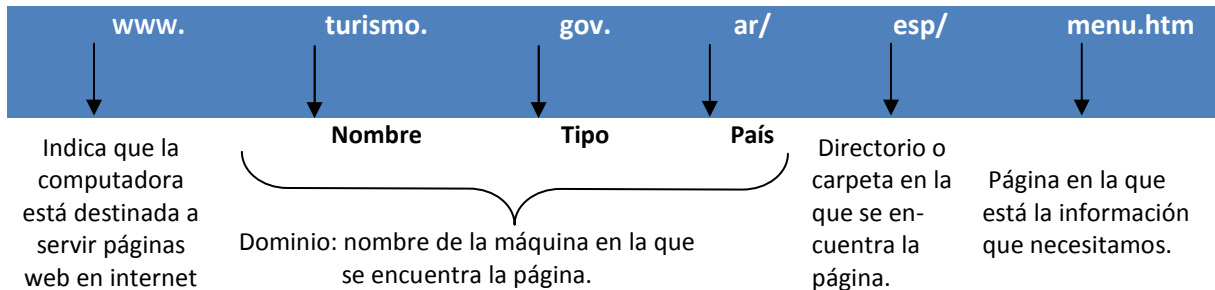 www. turismo. gov. ar/ esp/ menu.htm
Nombre Tipo País
Indica que la
computadora
está destinada a
servir páginas
web en internet
Dominio: nombre de la máquina en la que
se encuentra la página.
Directorio o
carpeta en la
que se en-
cuentra la
página.
Página en la que
está la información
que necesitamos.